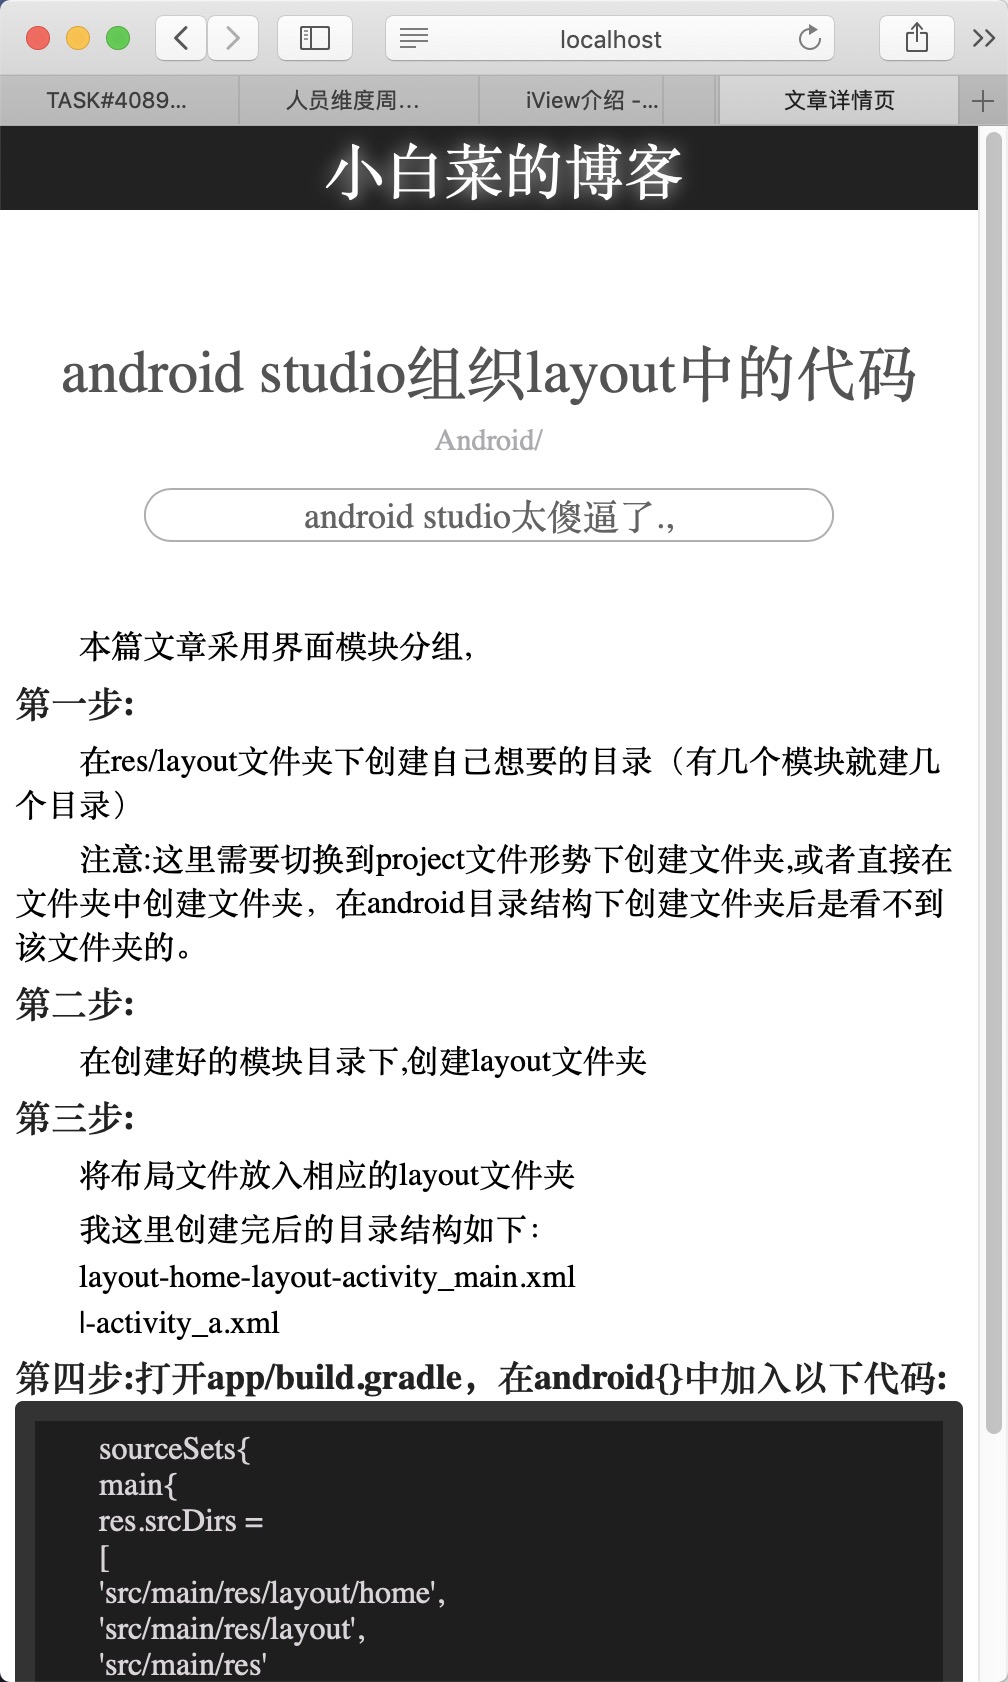 localhost
TASK#4089...
人员维度周...
iView介绍 -...
文章详情页
小白菜的博客
android studio组织layout中的代码
Android/
android studio太傻逼了.,
本篇文章采用界面模块分组,
第一步:
在res/layout文件夹下创建自己想要的目录（有几个模块就建几
个目录）
注意:这里需要切换到project文件形势下创建文件夹,或者直接在
文件夹中创建文件夹，在android目录结构下创建文件夹后是看不到
该文件夹的。
第二步:
在创建好的模块目录下,创建layout文件夹
第三步:
将布局文件放入相应的layout文件夹
我这里创建完后的目录结构如下：
layout-home-layout-activity_main.xml
|-activity_a.xml
第四步:打开app/build.gradle，在android{}中加入以下代码:
sourceSets{
main{
res.srcDirs =
[
'src/main/res/layout/home',
'src/main/res/layout',
'src/main/res'